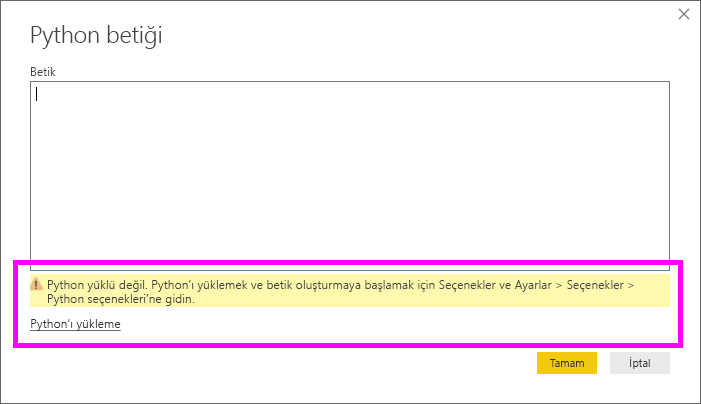 Python betiği
Betik
Python yüklü değil. Python’ı yüklemek ve betik oluşturmaya başlamak için Seçenekler ve Ayarlar > Seçenekler >
Python seçenekleri’ne gidin.
Python’ı yükleme
Tamam
İptal